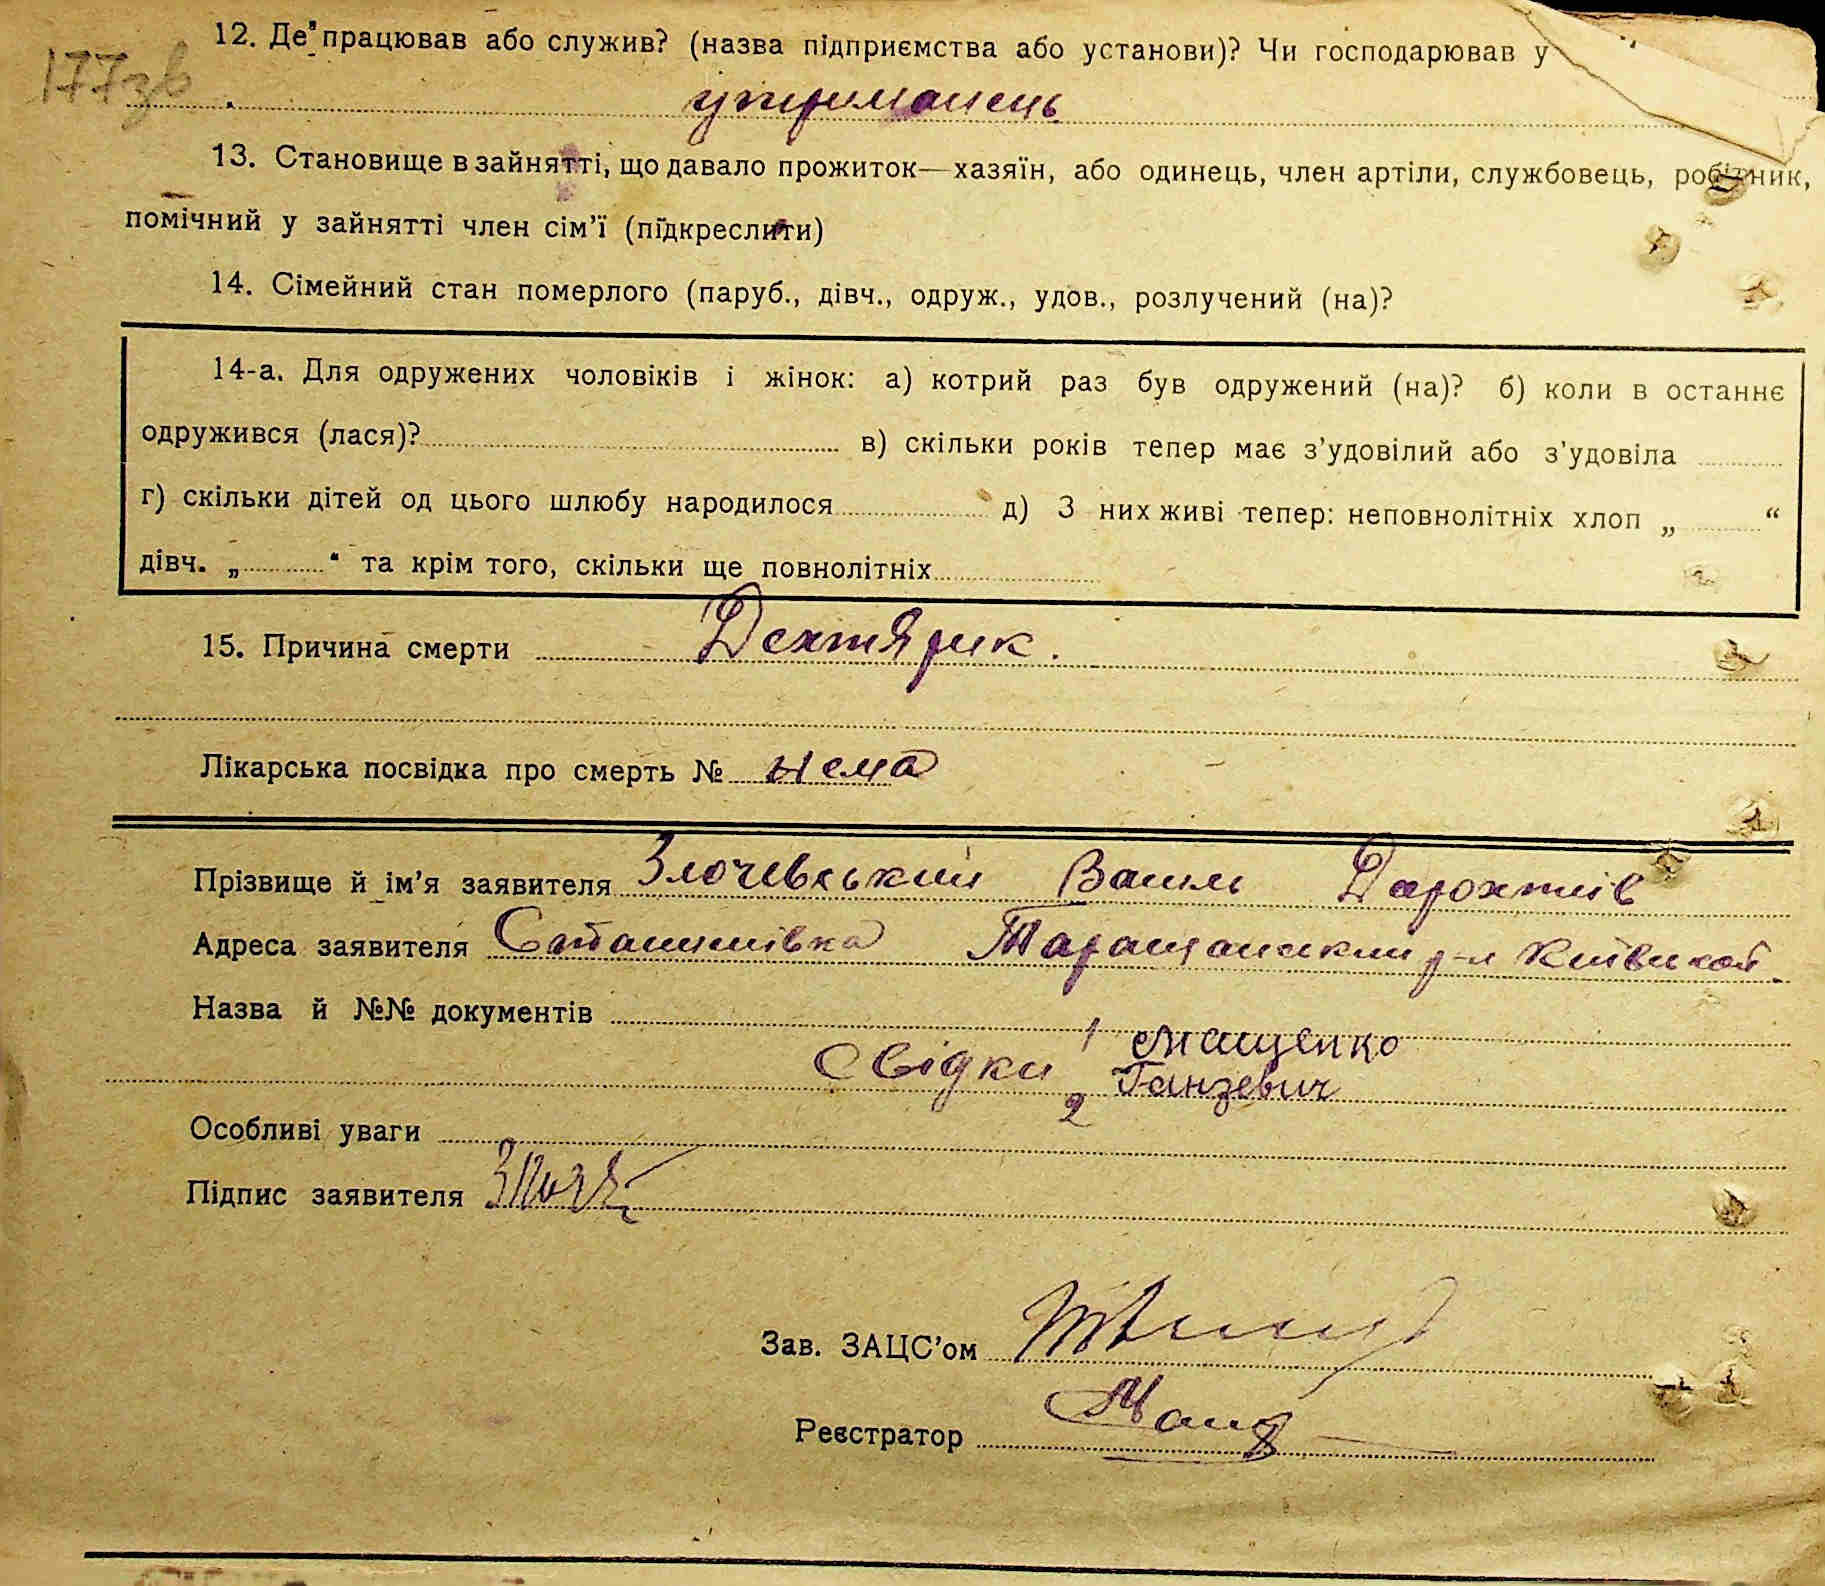 177зв
12. Де працював або служив? (назва підприємства або установи)? Чи господарював у
утриманець
13. Становище в зайнятті, що давало прожиток—хазяїн, або одинець, член артіли, службовець, робітник,
помічний у зайнятті член сім’ї (підкреслити)
14. Сімейний стан померлого (паруб., дівч., одруж., удов., розлучений (на)?
14-а. Для одружених чоловіків і жінок: а) котрий раз був одружений (на)? б) коли в останнє
одружився (лася)? в) скільки років тепер має з’удовілий або з’удовіла
г) скільки дітей од цього шлюбу народилося д) З них живі тепер: неповнолітніх хлоп „ “
дівч. „ “ та крім того, скільки ще повнолітніх
15. Причина смерти Дехтярик.
Лікарська посвідка про смерть № нема
Прізвище й ім’я заявителя Злочевський Василь
Адреса заявителя Станишівка Таращанський р-н Київської
Назва й №№ документів
Свідки 1 Мащенко
2 Ганзевич
Особливі уваги
Підпис заявителя
Зав. ЗАЦС’ом
Реєстратор